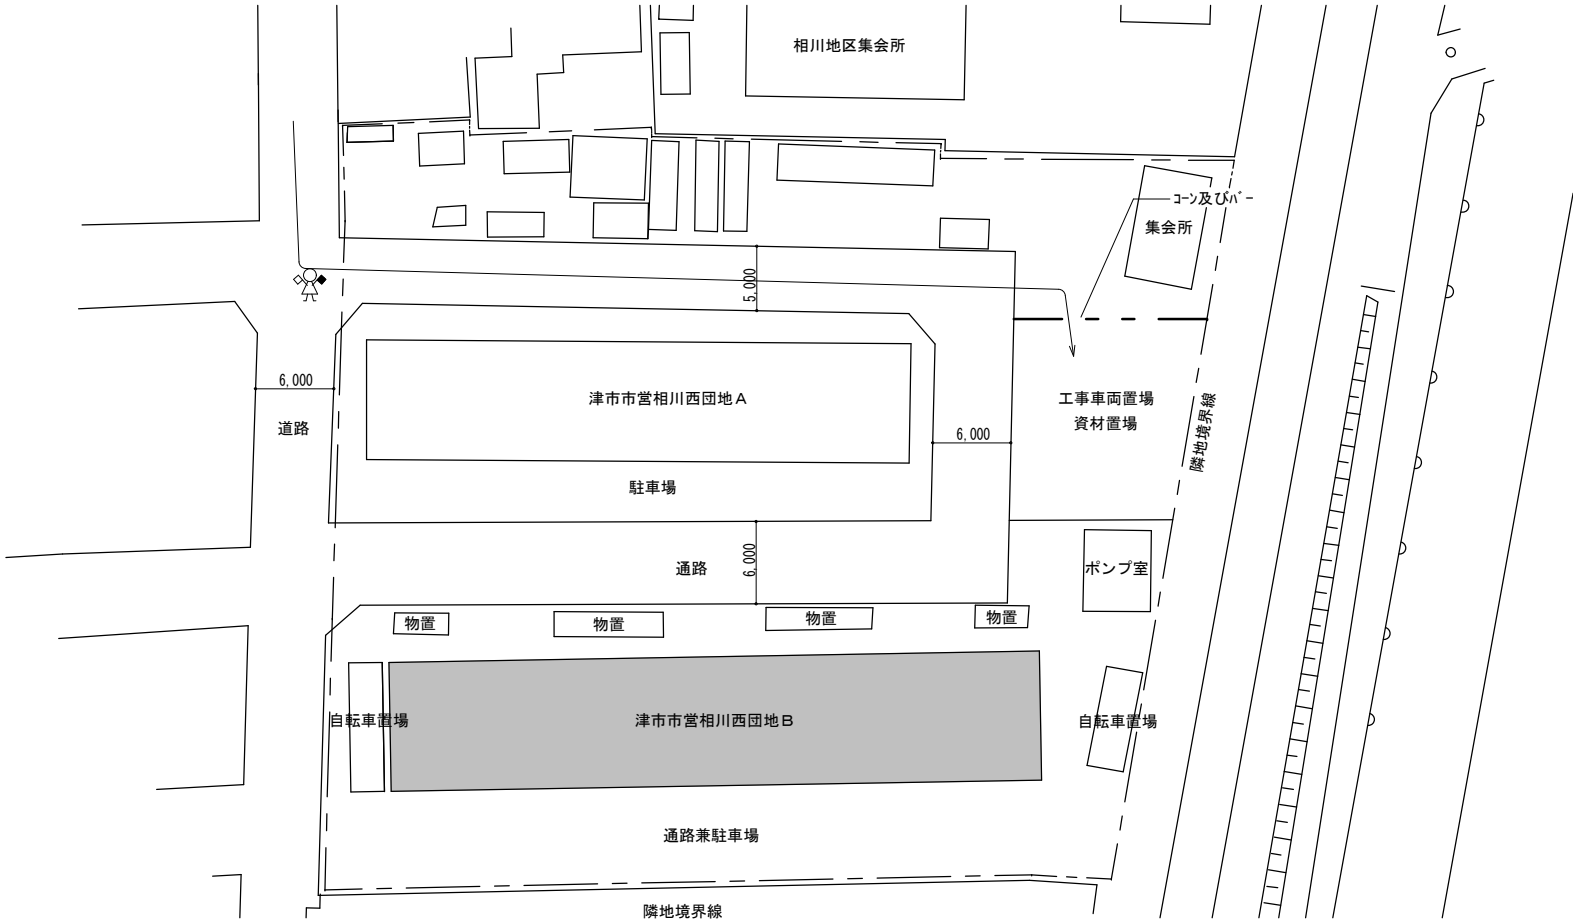 相川地区集会所
コーン及びバー
集会所
5,000
6,000
津市市営相川西団地A
工事車両置場
資材置場
道路
6,000
隣地境界線
駐車場
通路
6,000
ポンプ室
物置
物置
物置
物置
自転車置場
津市市営相川西団地B
自転車置場
通路兼駐車場
隣地境界線